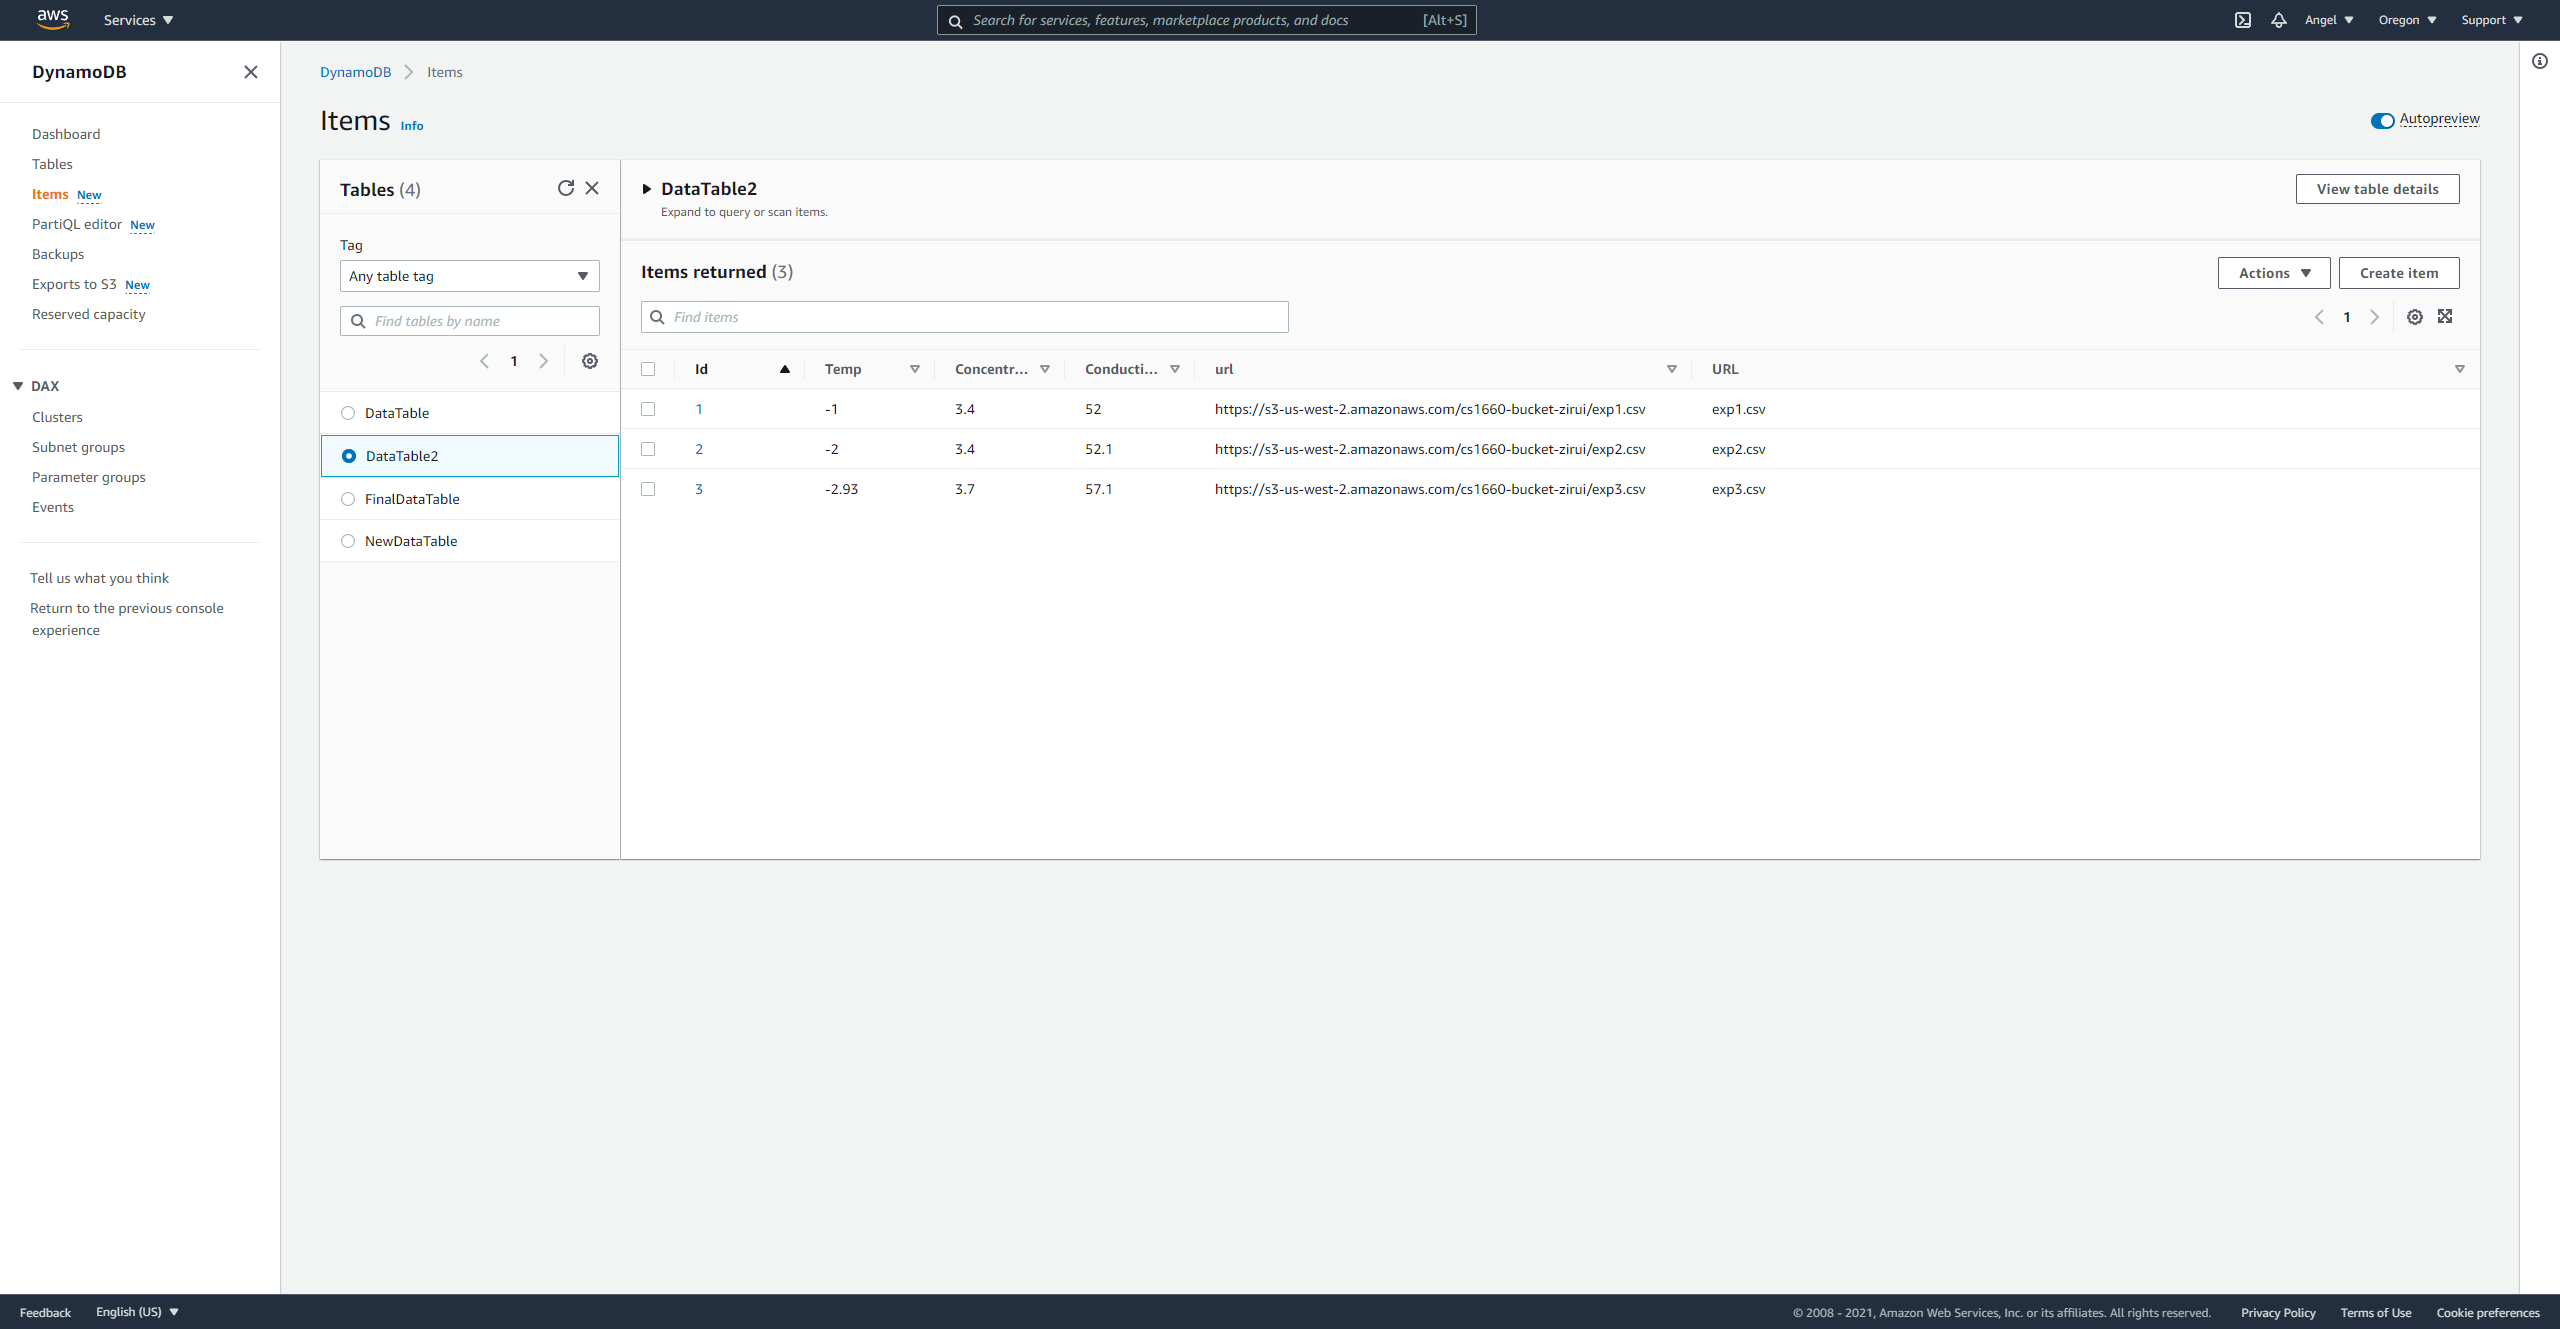 aws Services Search for services, features, marketplace products, and docs [Alt+S] Angel Oregon Support
DynamoDB
Dashboard
Tables
Items New
PartiQL editor New
Backups
Exports to S3 New
Reserved capacity
DAX
Clusters
Subnet groups
Parameter groups
Events
Tell us what you think
Return to the previous console
experience
DynamoDB Items
Items Info
Autopreview
Tables (4)
Tag
Any table tag
Find tables by name
1
DataTable
DataTable2
FinalDataTable
NewDataTable
DataTable2
Expand to query or scan items.
View table details
Items returned (3)
Actions Create item
Find items
1
Id Temp Concentr... Conducti... url URL
1 -1 3.4 52 https://s3-us-west-2.amazonaws.com/cs1660-bucket-zirui/exp1.csv exp1.csv
2 -2 3.4 52.1 https://s3-us-west-2.amazonaws.com/cs1660-bucket-zirui/exp2.csv exp2.csv
3 -2.93 3.7 57.1 https://s3-us-west-2.amazonaws.com/cs1660-bucket-zirui/exp3.csv exp3.csv
Feedback English (US) © 2008 - 2021, Amazon Web Services, Inc. or its affiliates. All rights reserved. Privacy Policy Terms of Use Cookie preferences